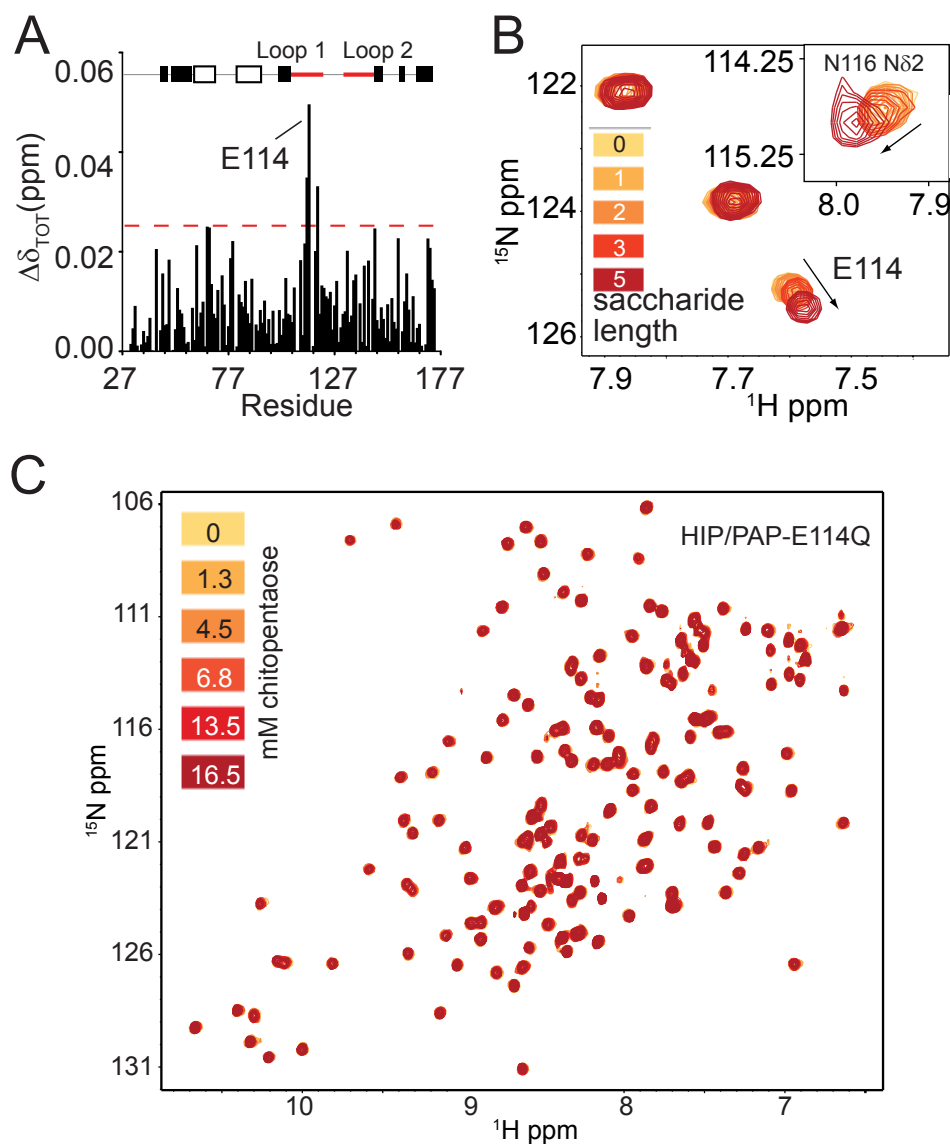 A
Loop 1 Loop 2
0.06
0.04
0.02
0.00
ΔδTOT(ppm)
E114
27 77 127 177
Residue
B
122
124
126
15N ppm
0
1
2
3
5
saccharide
length
114.25
115.25
N116 Nδ2
8.0 7.9
E114
7.9 7.7 7.5
1H ppm
C
106
111
116
121
126
131
15N ppm
0
1.3
4.5
6.8
13.5
16.5
mM chitopentaose
HIP/PAP-E114Q
10 9 8 7
1H ppm